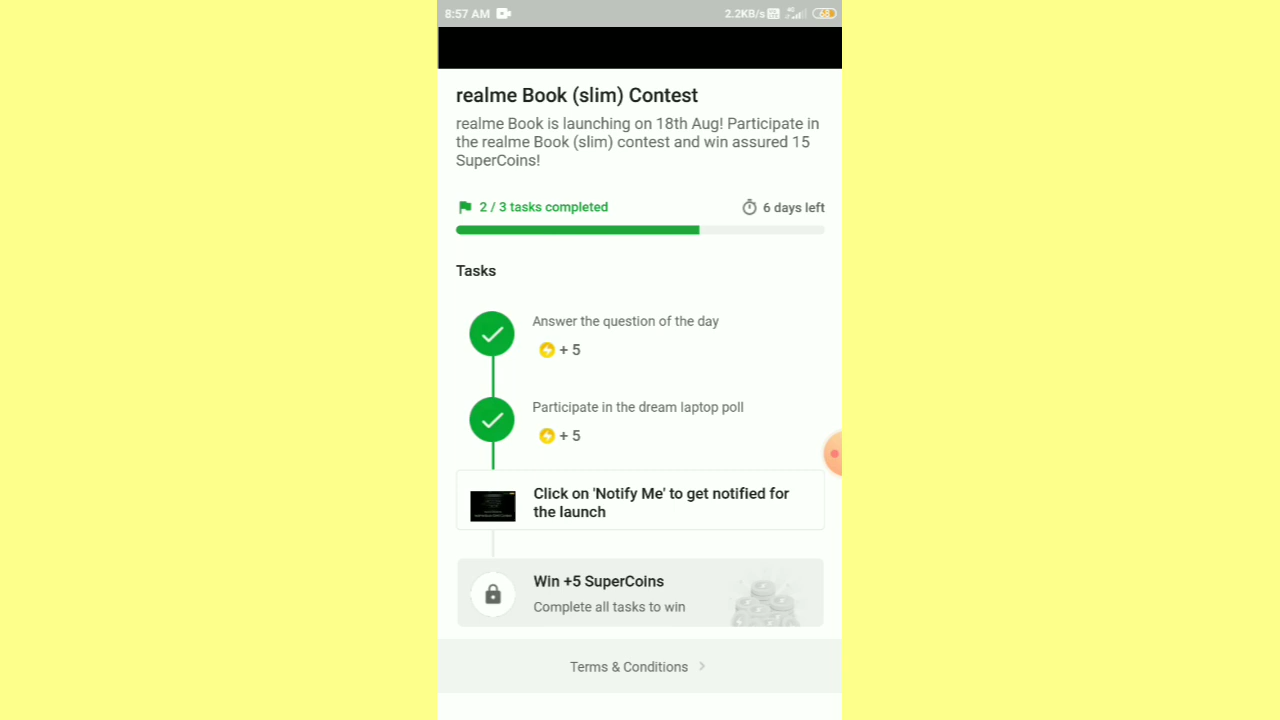 8:57 AM
2.2KB/s 4G 68
realme Book (slim) Contest
realme Book is launching on 18th Aug! Participate in
the realme Book (slim) contest and win assured 15
SuperCoins!
2 / 3 tasks completed
6 days left
Tasks
Answer the question of the day
+ 5
Participate in the dream laptop poll
+ 5
Click on 'Notify Me' to get notified for
the launch
Win +5 SuperCoins
Complete all tasks to win
Terms & Conditions